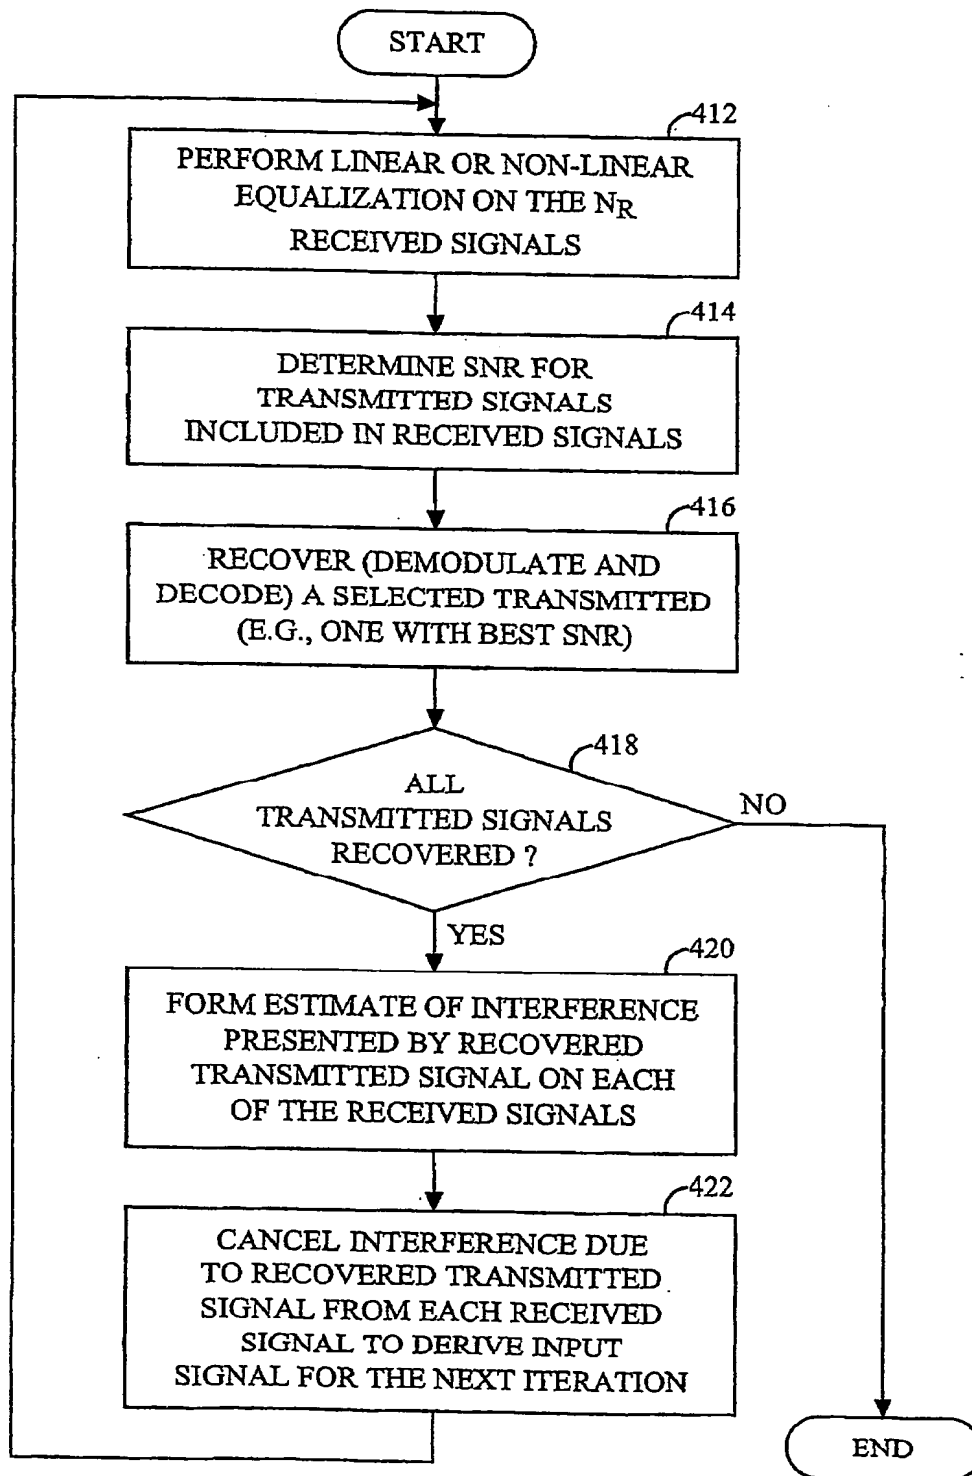 START
412
PERFORM LINEAR OR NON-LINEAR
EQUALIZATION ON THE NR
RECEIVED SIGNALS
414
DETERMINE SNR FOR
TRANSMITTED SIGNALS
INCLUDED IN RECEIVED SIGNALS
416
RECOVER (DEMODULATE AND
DECODE) A SELECTED TRANSMITTED
(E.G., ONE WITH BEST SNR)
418
ALL
TRANSMITTED SIGNALS
RECOVERED ?
NO
YES
420
FORM ESTIMATE OF INTERFERENCE
PRESENTED BY RECOVERED
TRANSMITTED SIGNAL ON EACH
OF THE RECEIVED SIGNALS
422
CANCEL INTERFERENCE DUE
TO RECOVERED TRANSMITTED
SIGNAL FROM EACH RECEIVED
SIGNAL TO DERIVE INPUT
SIGNAL FOR THE NEXT ITERATION
END